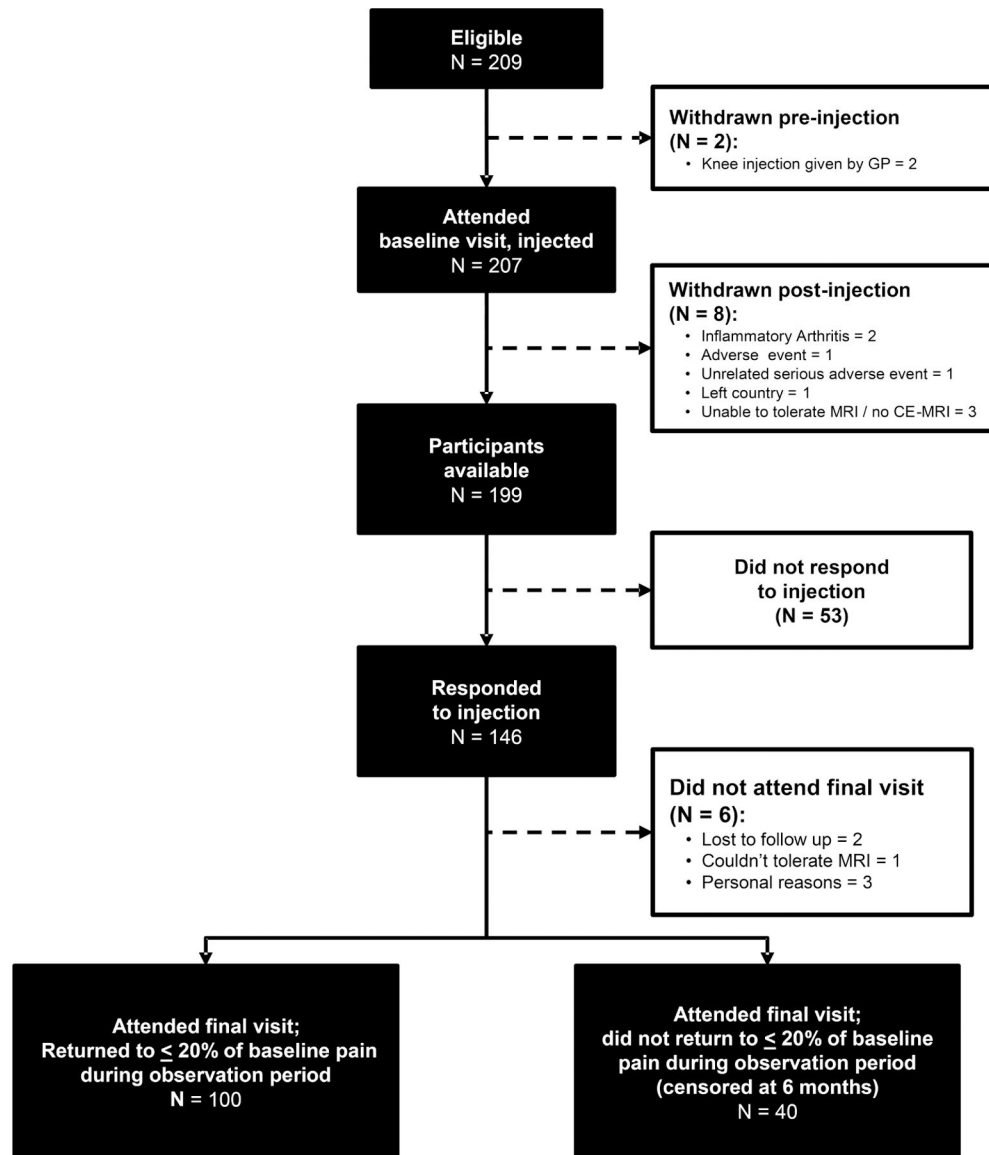 Eligible
N = 209
Withdrawn pre-injection
(N = 2):
• Knee injection given by GP = 2
Attended
baseline visit, injected
N = 207
Withdrawn post-injection
(N = 8):
• Inflammatory Arthritis = 2
• Adverse event = 1
• Unrelated serious adverse event = 1
• Left country = 1
• Unable to tolerate MRI / no CE-MRI = 3
Participants
available
N = 199
Did not respond
to injection
(N = 53)
Responded
to injection
N = 146
Did not attend final visit
(N = 6):
• Lost to follow up = 2
• Couldn't tolerate MRI = 1
• Personal reasons = 3
Attended final visit;
Returned to ≤ 20% of baseline pain
during observation period
N = 100
Attended final visit;
did not return to ≤ 20% of baseline
pain during observation period
(censored at 6 months)
N = 40